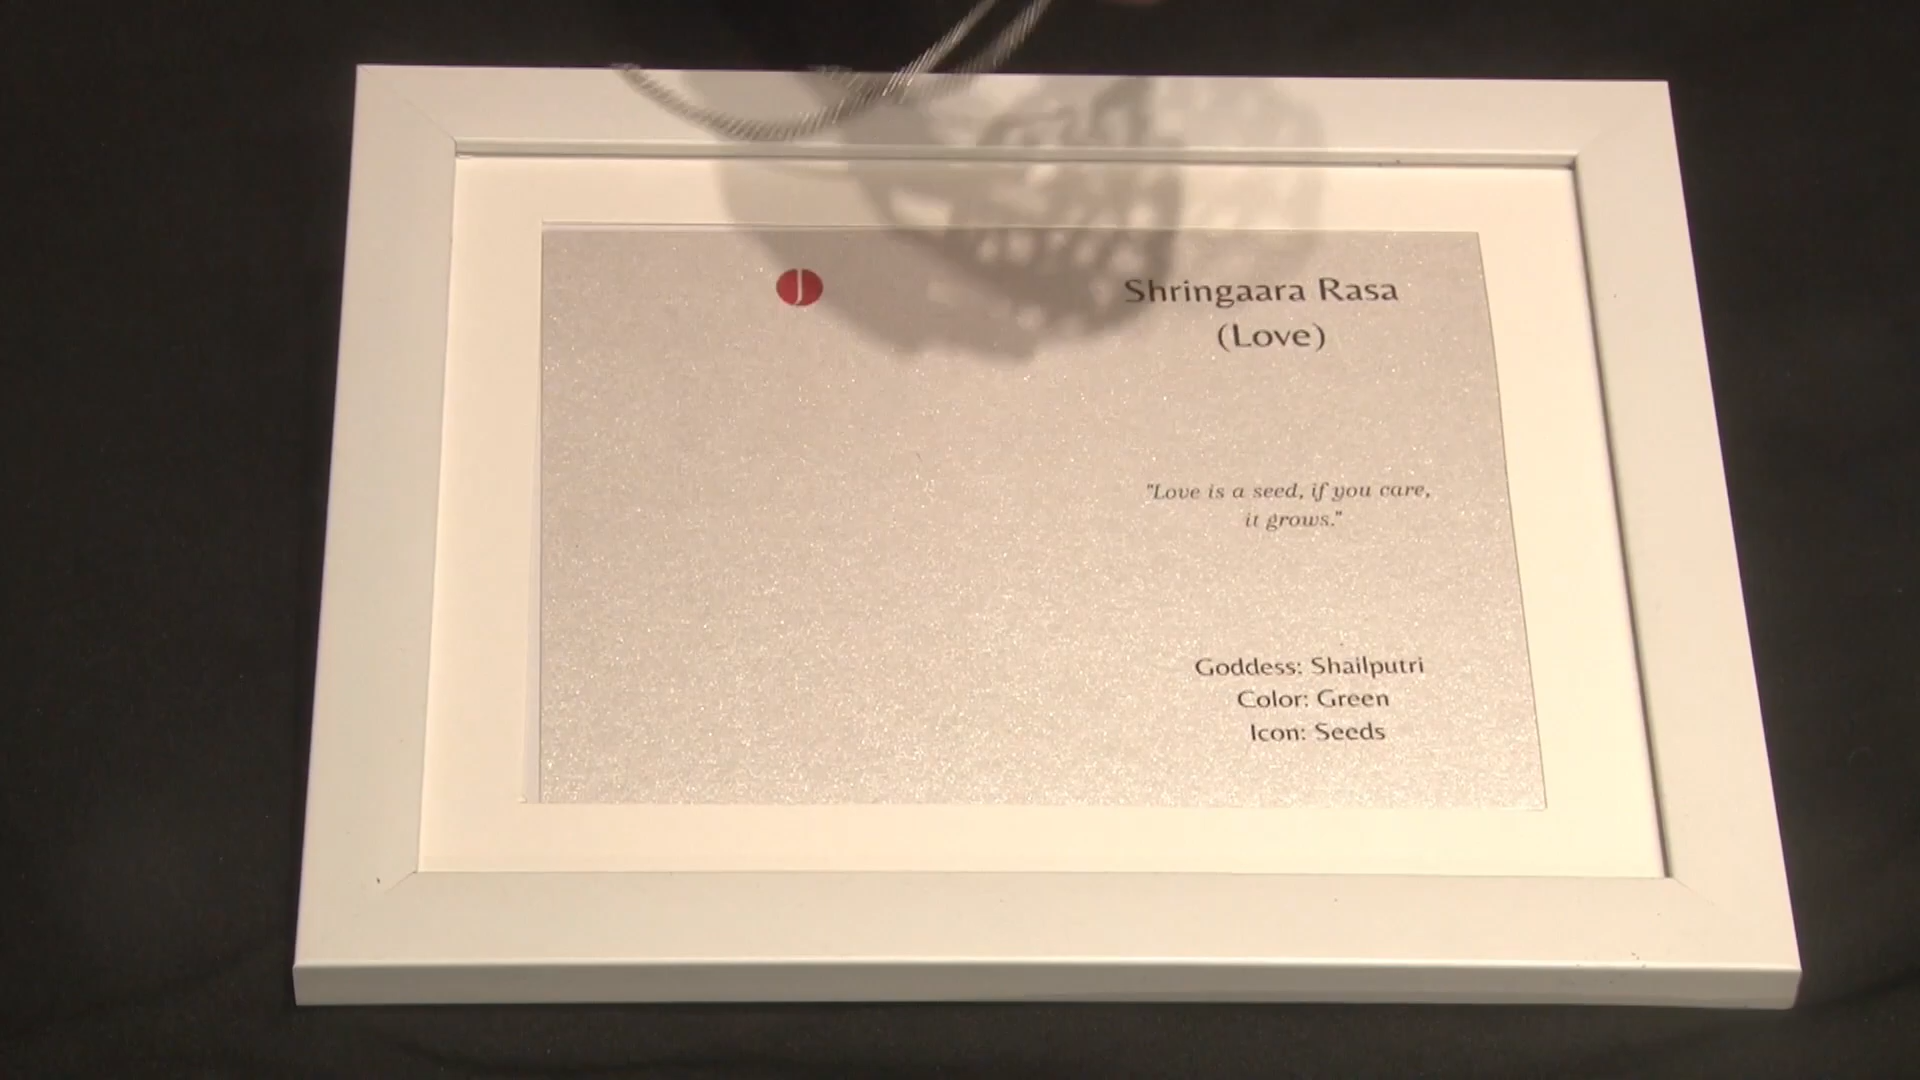 J
Shringaara Rasa
(Love)
"Love is a seed, if you care,
it grows."
Goddess: Shailputri
Color: Green
Icon: Seeds